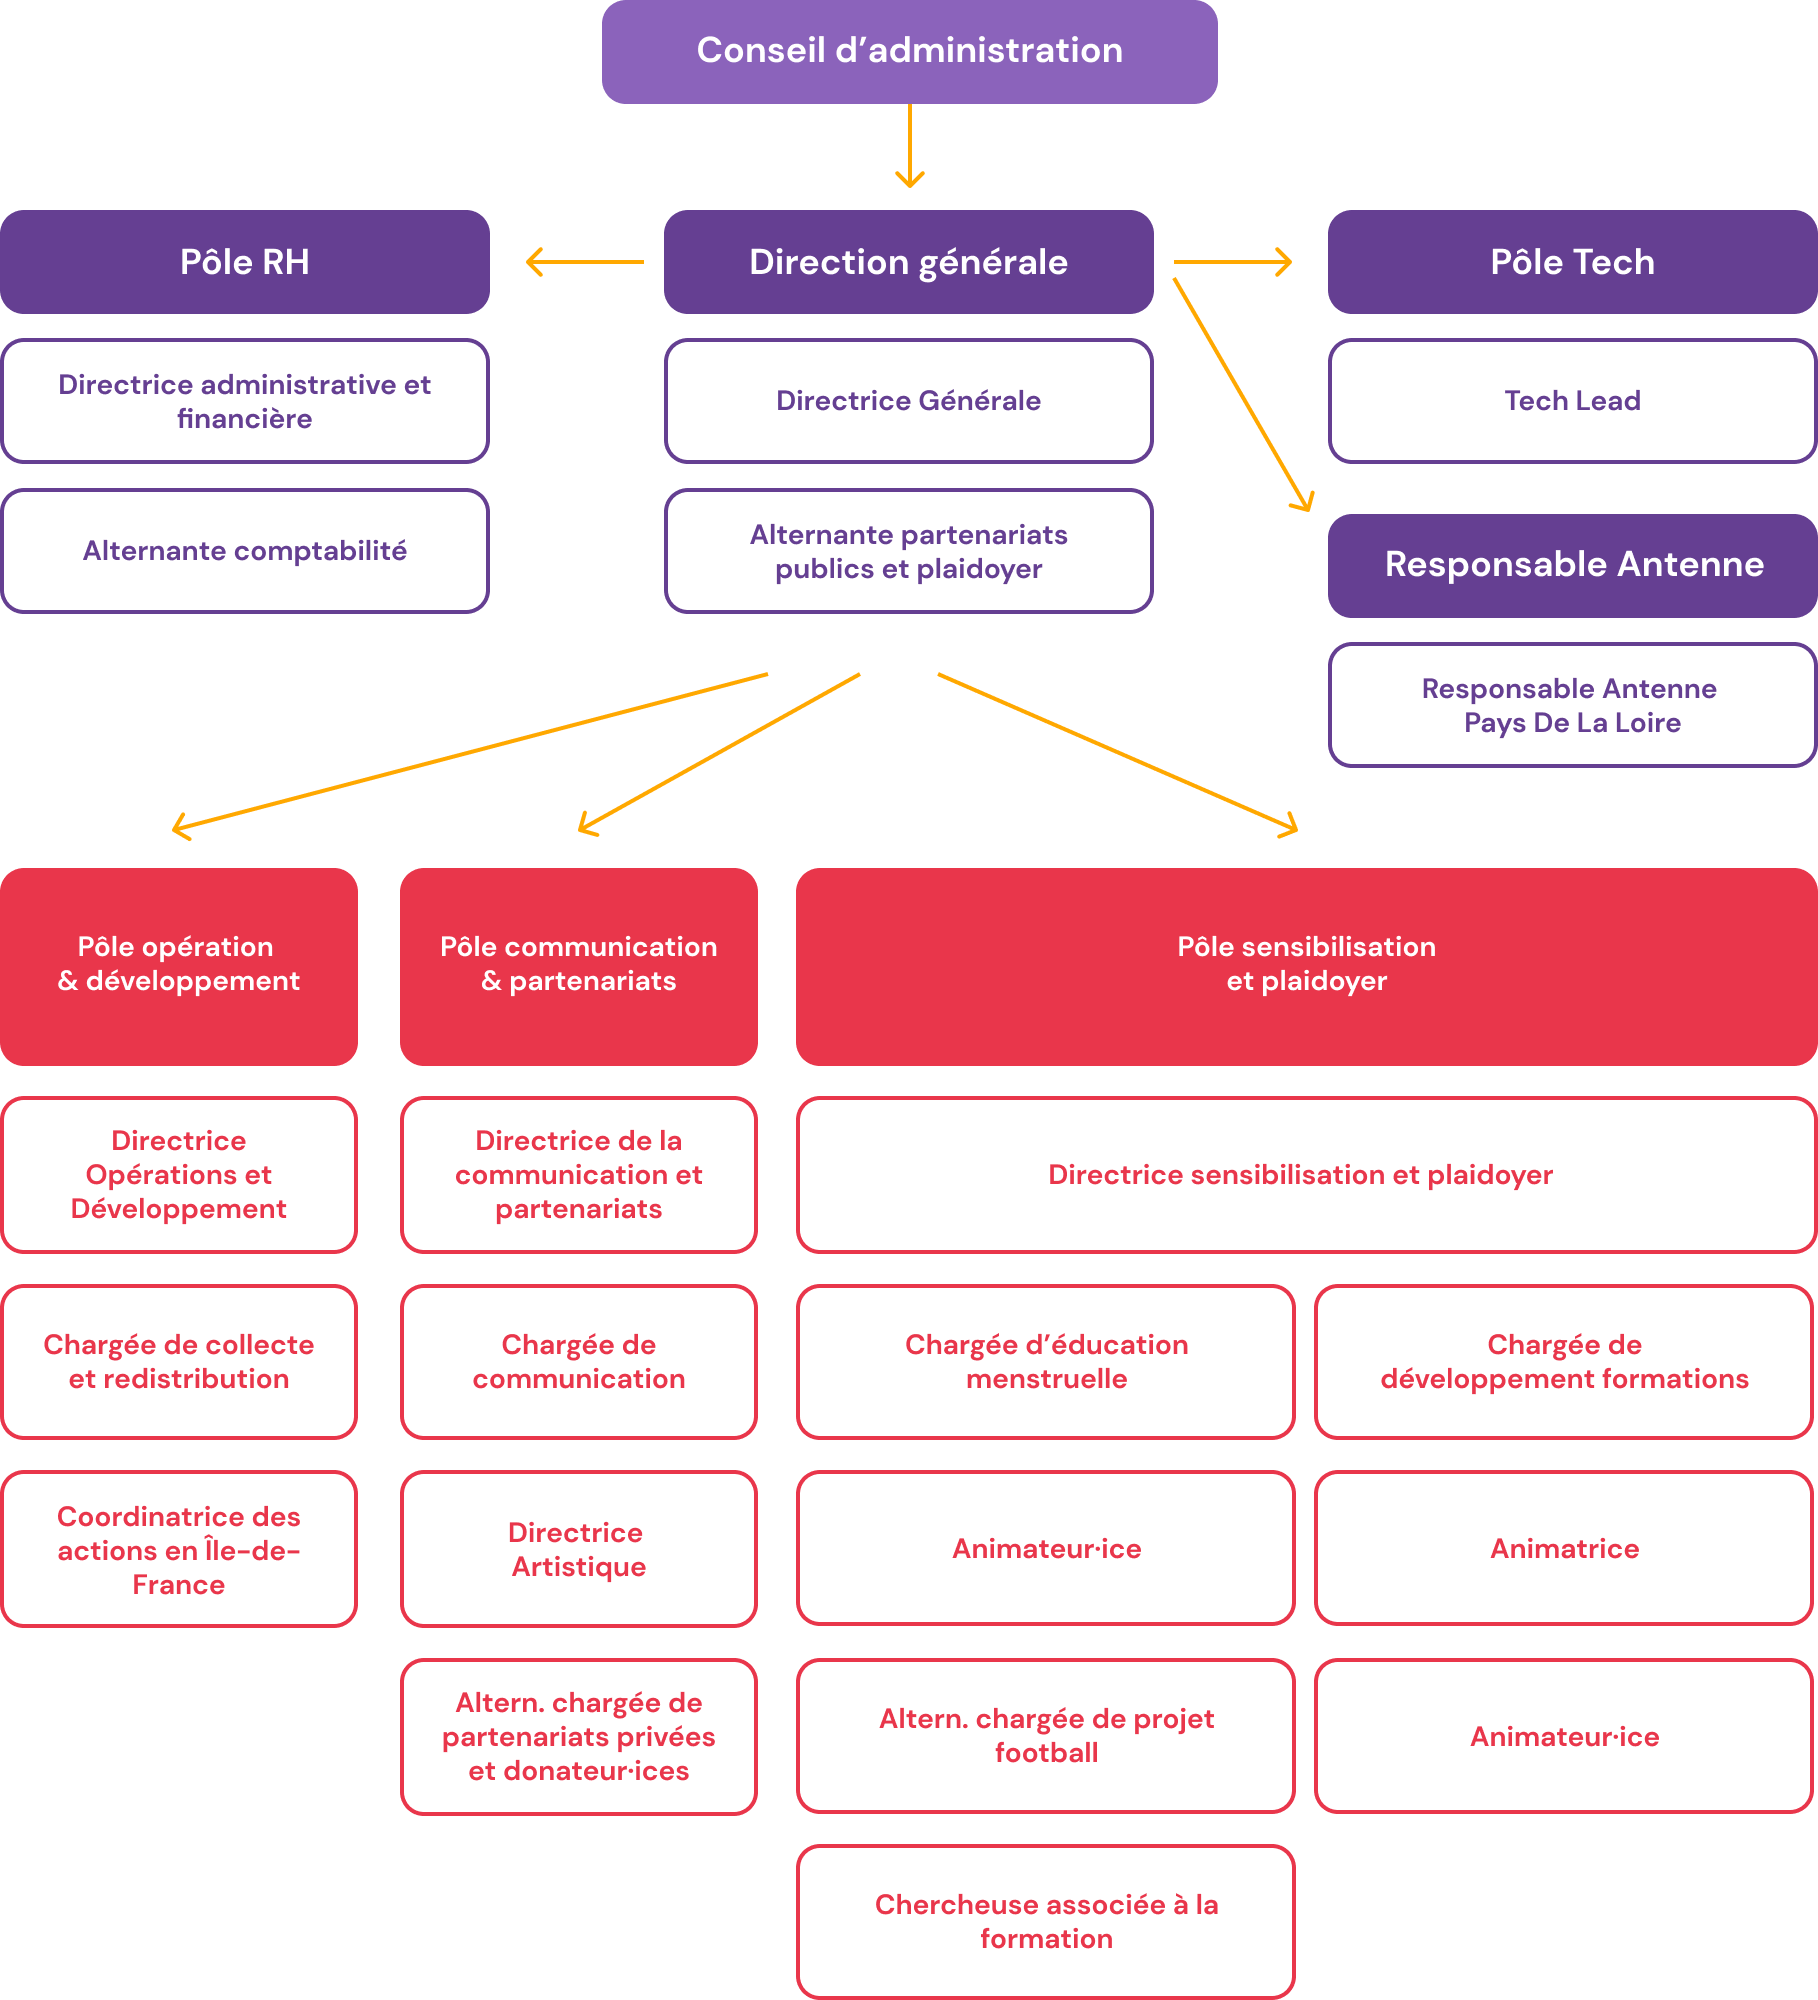 Conseil d’administration
Pôle RH
Direction générale
Pôle Tech
Directrice administrative et
financière
Directrice Générale
Tech Lead
Alternante comptabilité
Alternante partenariats
publics et plaidoyer
Responsable Antenne
Responsable Antenne
Pays De La Loire
Pôle opération
& développement
Pôle communication
& partenariats
Pôle sensibilisation
et plaidoyer
Directrice
Opérations et
Développement
Directrice de la
communication et
partenariats
Directrice sensibilisation et plaidoyer
Chargée de collecte
et redistribution
Chargée de
communication
Chargée d’éducation
menstruelle
Chargée de
développement formations
Coordinatrice des
actions en Île-de-
France
Directrice
Artistique
Animateur·ice
Animatrice
Altern. chargée de
partenariats privées
et donateur·ices
Altern. chargée de projet
football
Animateur·ice
Chercheuse associée à la
formation